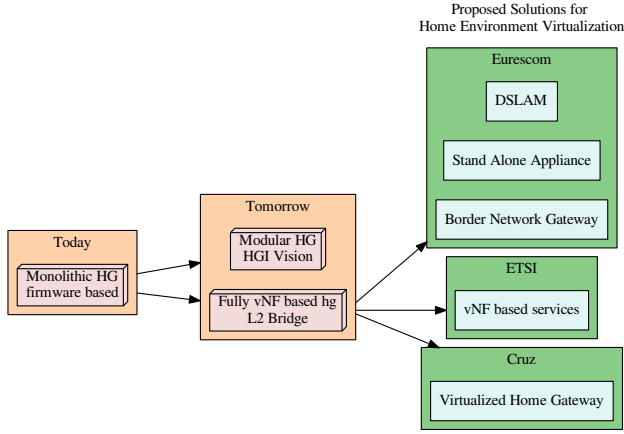 Proposed Solutions for
Home Environment Virtualization
Eurescom
DSLAM
Stand Alone Appliance
Border Network Gateway
Tomorrow
Modular HG
HGI Vision
Fully vNF based hg
L2 Bridge
Today
Monolithic HG
firmware based
ETSI
vNF based services
Cruz
Virtualized Home Gateway